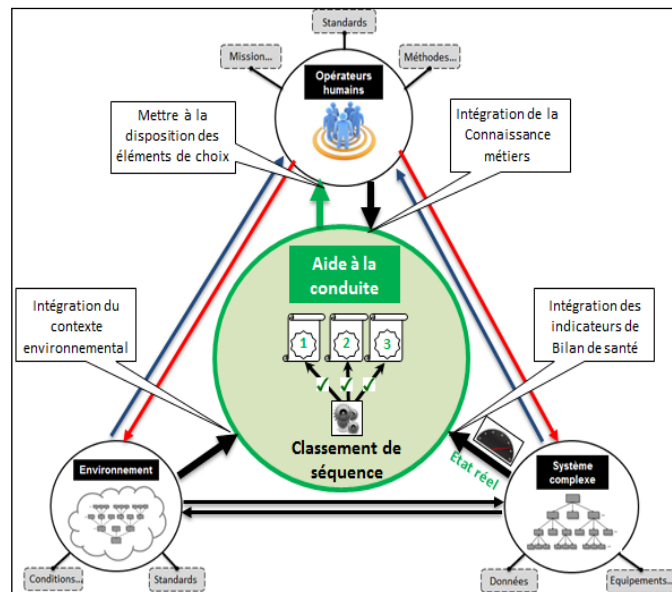 Standards
Mission...
Méthodes...
Opérateurs
humains
Mettre à la
disposition des
éléments de choix
Intégration de la
Connaissance
métiers
Aide à la
conduite
Intégration du
contexte
environnemental
Intégration des
indicateurs de
Bilan de santé
1 2 3
Classement de
séquence
Etat réel
Environnement
Système
complexe
Conditions...
Standards
Données
Equipements...